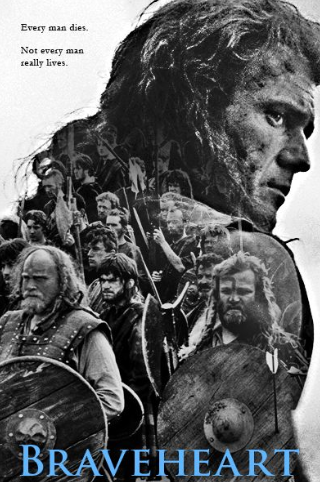 Every man dies.
Not every man
really lives.
BRAVEHEART